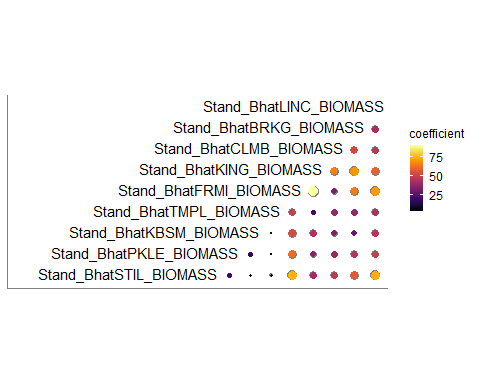 Stand_BhatLINC_BIOMASS
Stand_BhatBRKG_BIOMASS
Stand_BhatCLMB_BIOMASS
Stand_BhatKING_BIOMASS
Stand_BhatFRMI_BIOMASS
Stand_BhatTMPL_BIOMASS
Stand_BhatKBSM_BIOMASS
Stand_BhatPKLE_BIOMASS
Stand_BhatSTIL_BIOMASS
coefficient
75
50
25